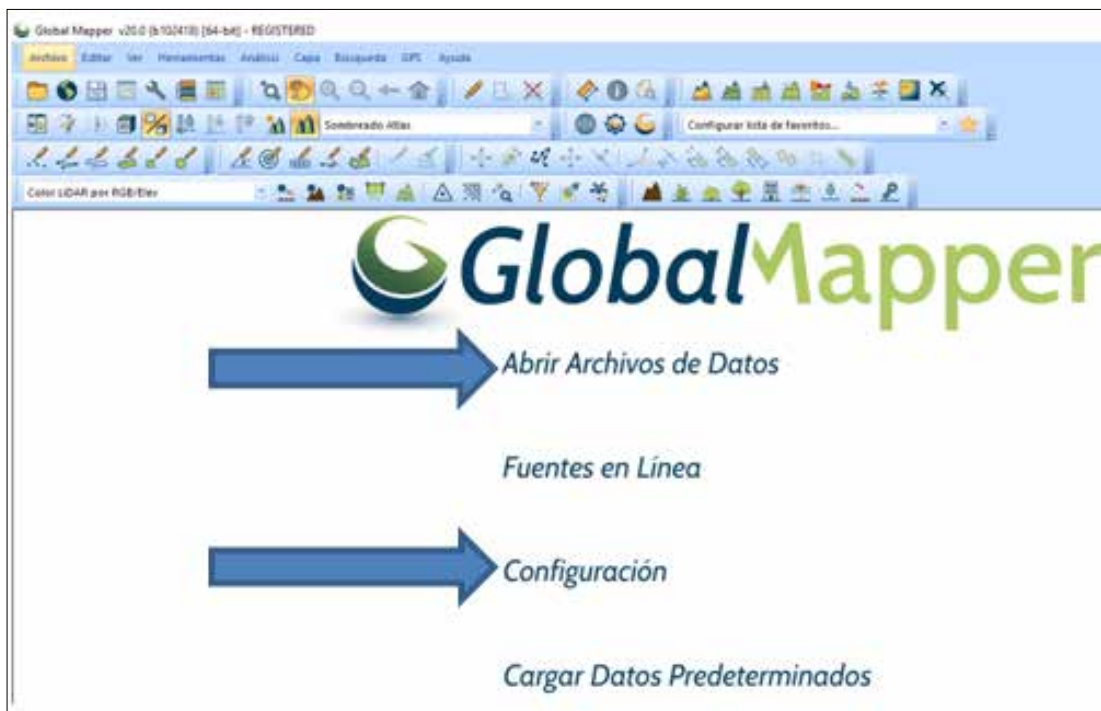 Global Mapper v20.0 (b102418) [64-bit] - REGISTERED
Archivo Editar Ver Herramientas Análisis Capa Búsqueda GPS Ayuda
Sombreado Atlas
Configurar lista de favoritos...
Color LiDAR por RGB/Elev
GlobalMapper
Abrir Archivos de Datos
Fuentes en Línea
Configuración
Cargar Datos Predeterminados